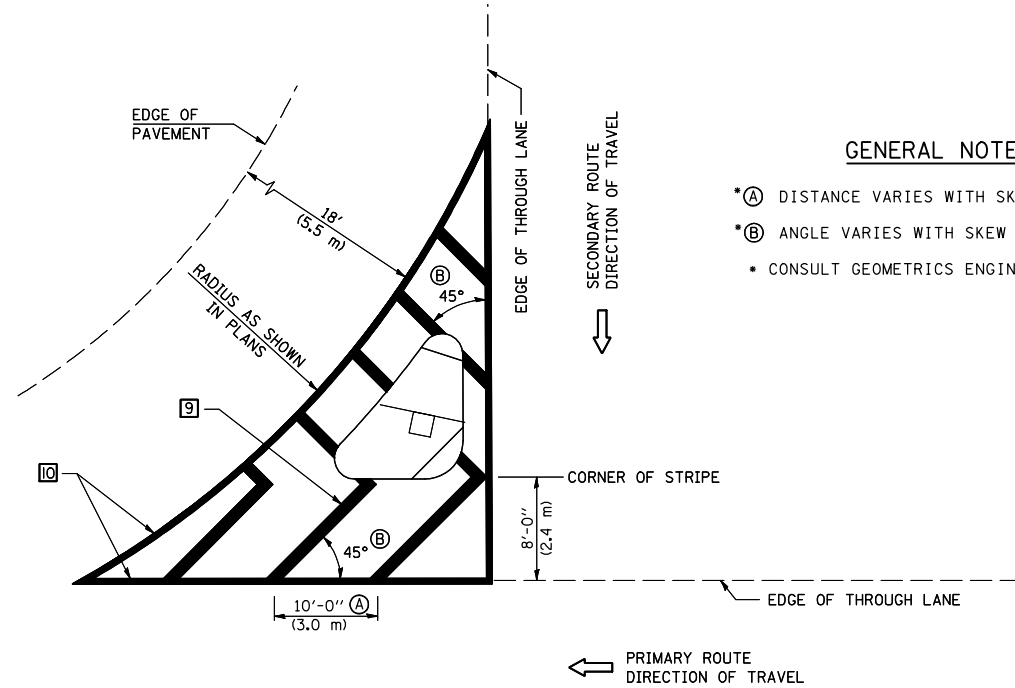 EDGE OF
PAVEMENT
18'
(5.5 m)
RADIUS AS SHOWN
IN PLANS
9
10
B
45°
EDGE OF THROUGH LANE
SECONDARY ROUTE
DIRECTION OF TRAVEL
GENERAL NOTE
*A DISTANCE VARIES WITH SK
*B ANGLE VARIES WITH SKEW
* CONSULT GEOMETRICS ENGIN
CORNER OF STRIPE
8'-0"
(2.4 m)
45° B
10'-0" A
(3.0 m)
EDGE OF THROUGH LANE
PRIMARY ROUTE
DIRECTION OF TRAVEL